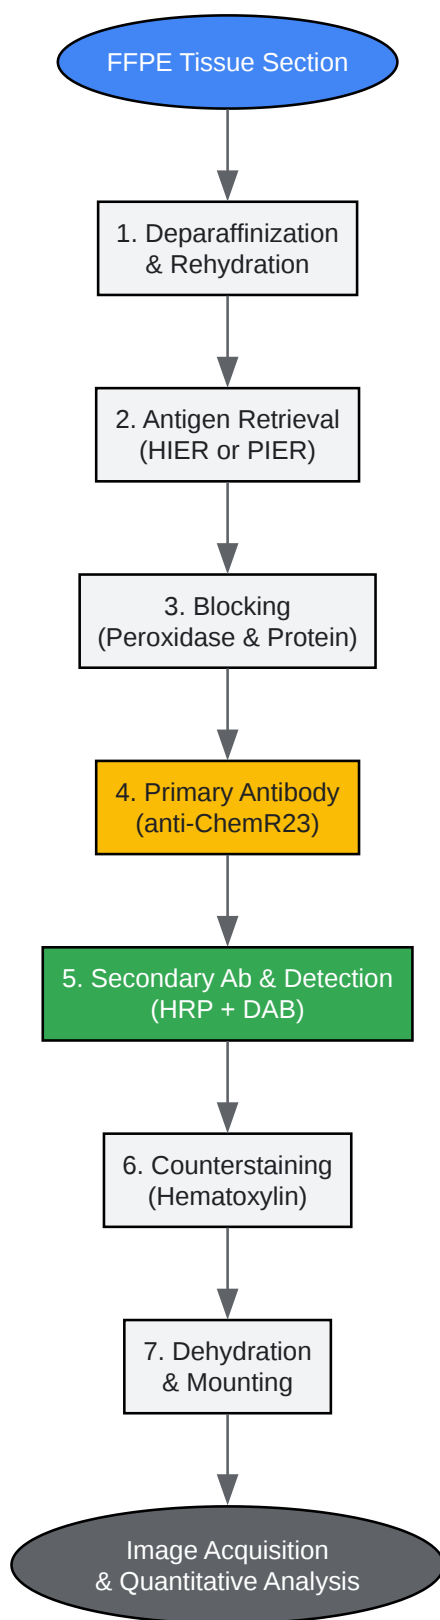 FFPE Tissue Section
1. Deparaffinization
& Rehydration
2. Antigen Retrieval
(HIER or PIER)
3. Blocking
(Peroxidase & Protein)
4. Primary Antibody
(anti-ChemR23)
5. Secondary Ab & Detection
(HRP + DAB)
6. Counterstaining
(Hematoxylin)
7. Dehydration
& Mounting
Image Acquisition
& Quantitative Analysis